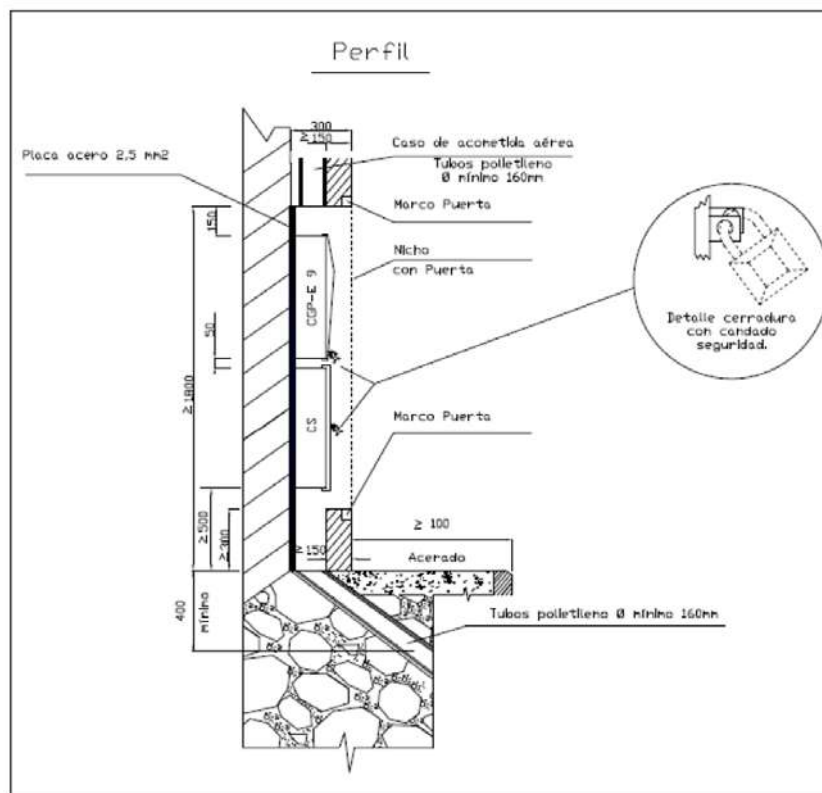 Perfil
300
≥150
Placa acero 2,5 mm2
Caso de acometida aérea
Tubos polietileno
Ø mínimo 160mm
Marco Puerta
150
Nicho
con Puerta
CGP-E 9
Detalle cerradura
con candado
seguridad.
50
≥1800
CS
Marco Puerta
≥500
≥300
≥ 100
≥150
Acerado
400
mínimo
Tubos polietileno Ø mínimo 160mm